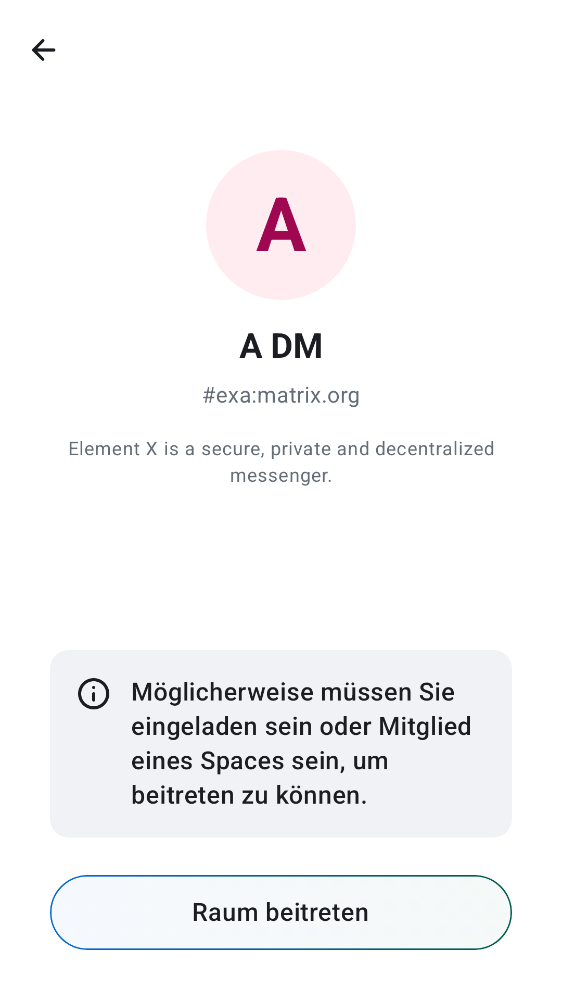 A
A DM
#exa:matrix.org
Element X is a secure, private and decentralized
messenger.
Möglicherweise müssen Sie
eingeladen sein oder Mitglied
eines Spaces sein, um
beitreten zu können.
Raum beitreten